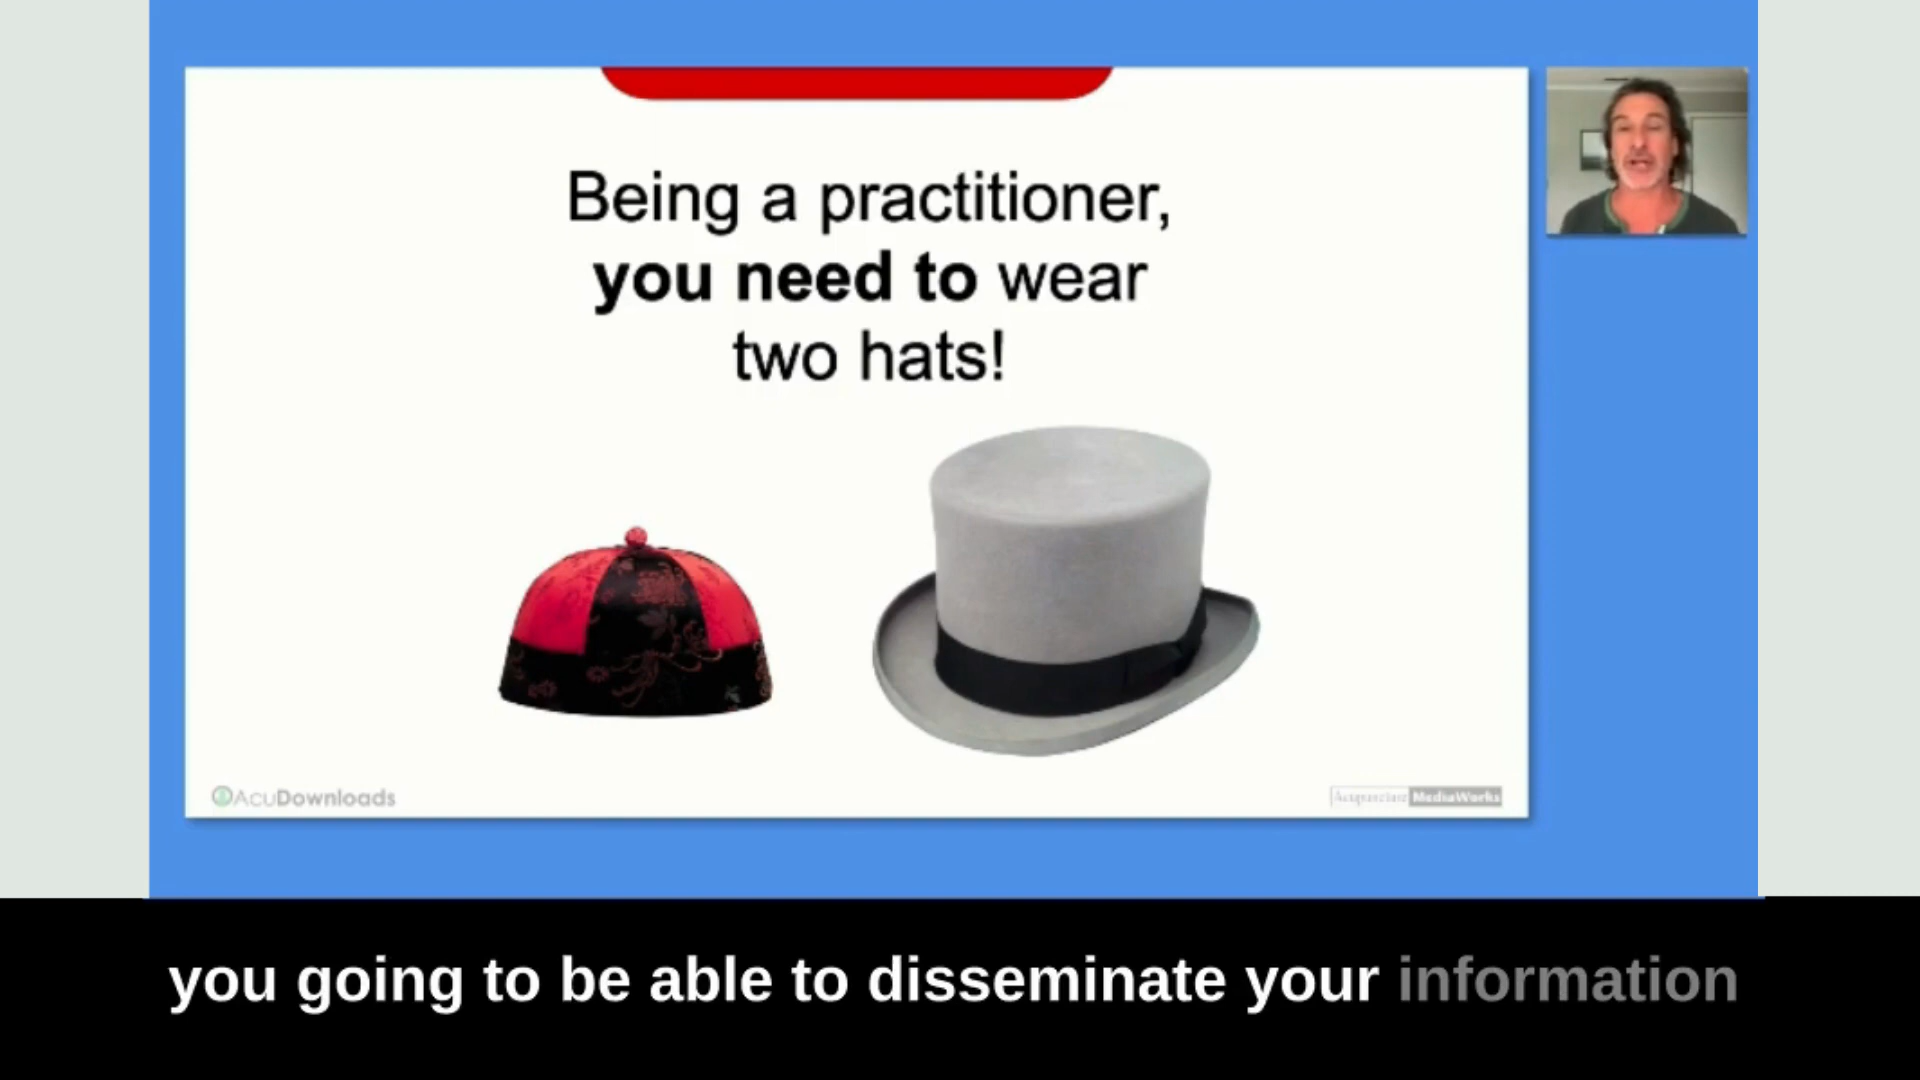 Being a practitioner,
you need to wear
two hats!
AcuDownloads
Acupuncture MediaWorks
you going to be able to disseminate your information